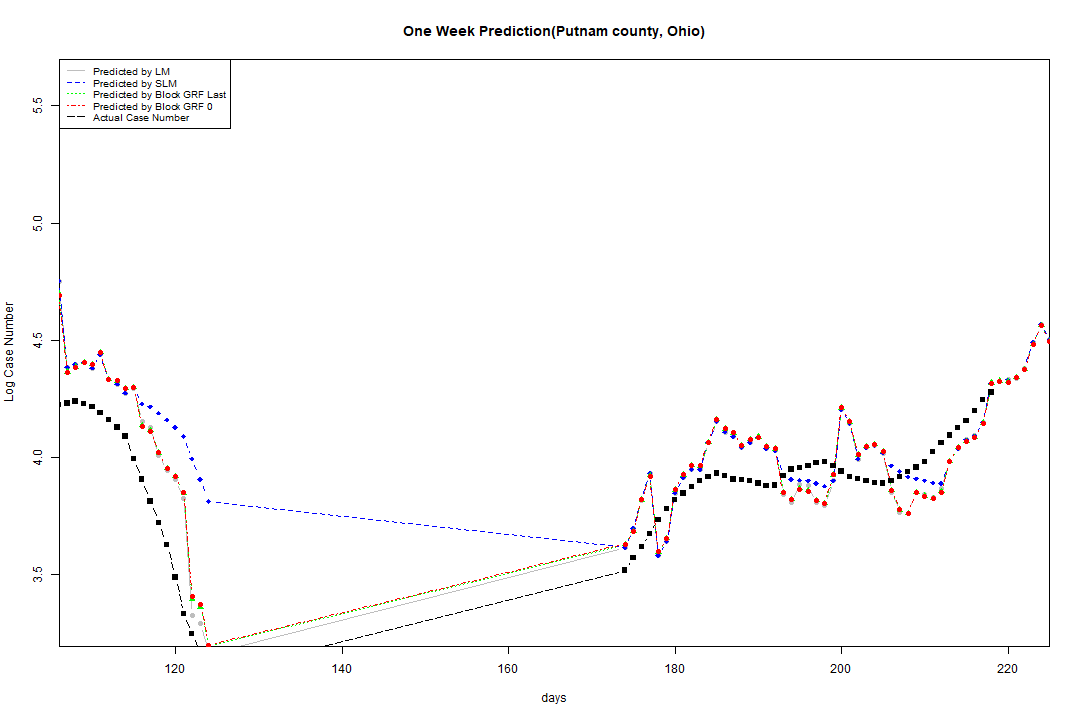 One Week Prediction(Putnam county, Ohio)
Predicted by LM
Predicted by SLM
Predicted by Block GRF Last
Predicted by Block GRF 0
Actual Case Number
Log Case Number
5.5
5.0
4.5
4.0
3.5
120 140 160 180 200 220
days